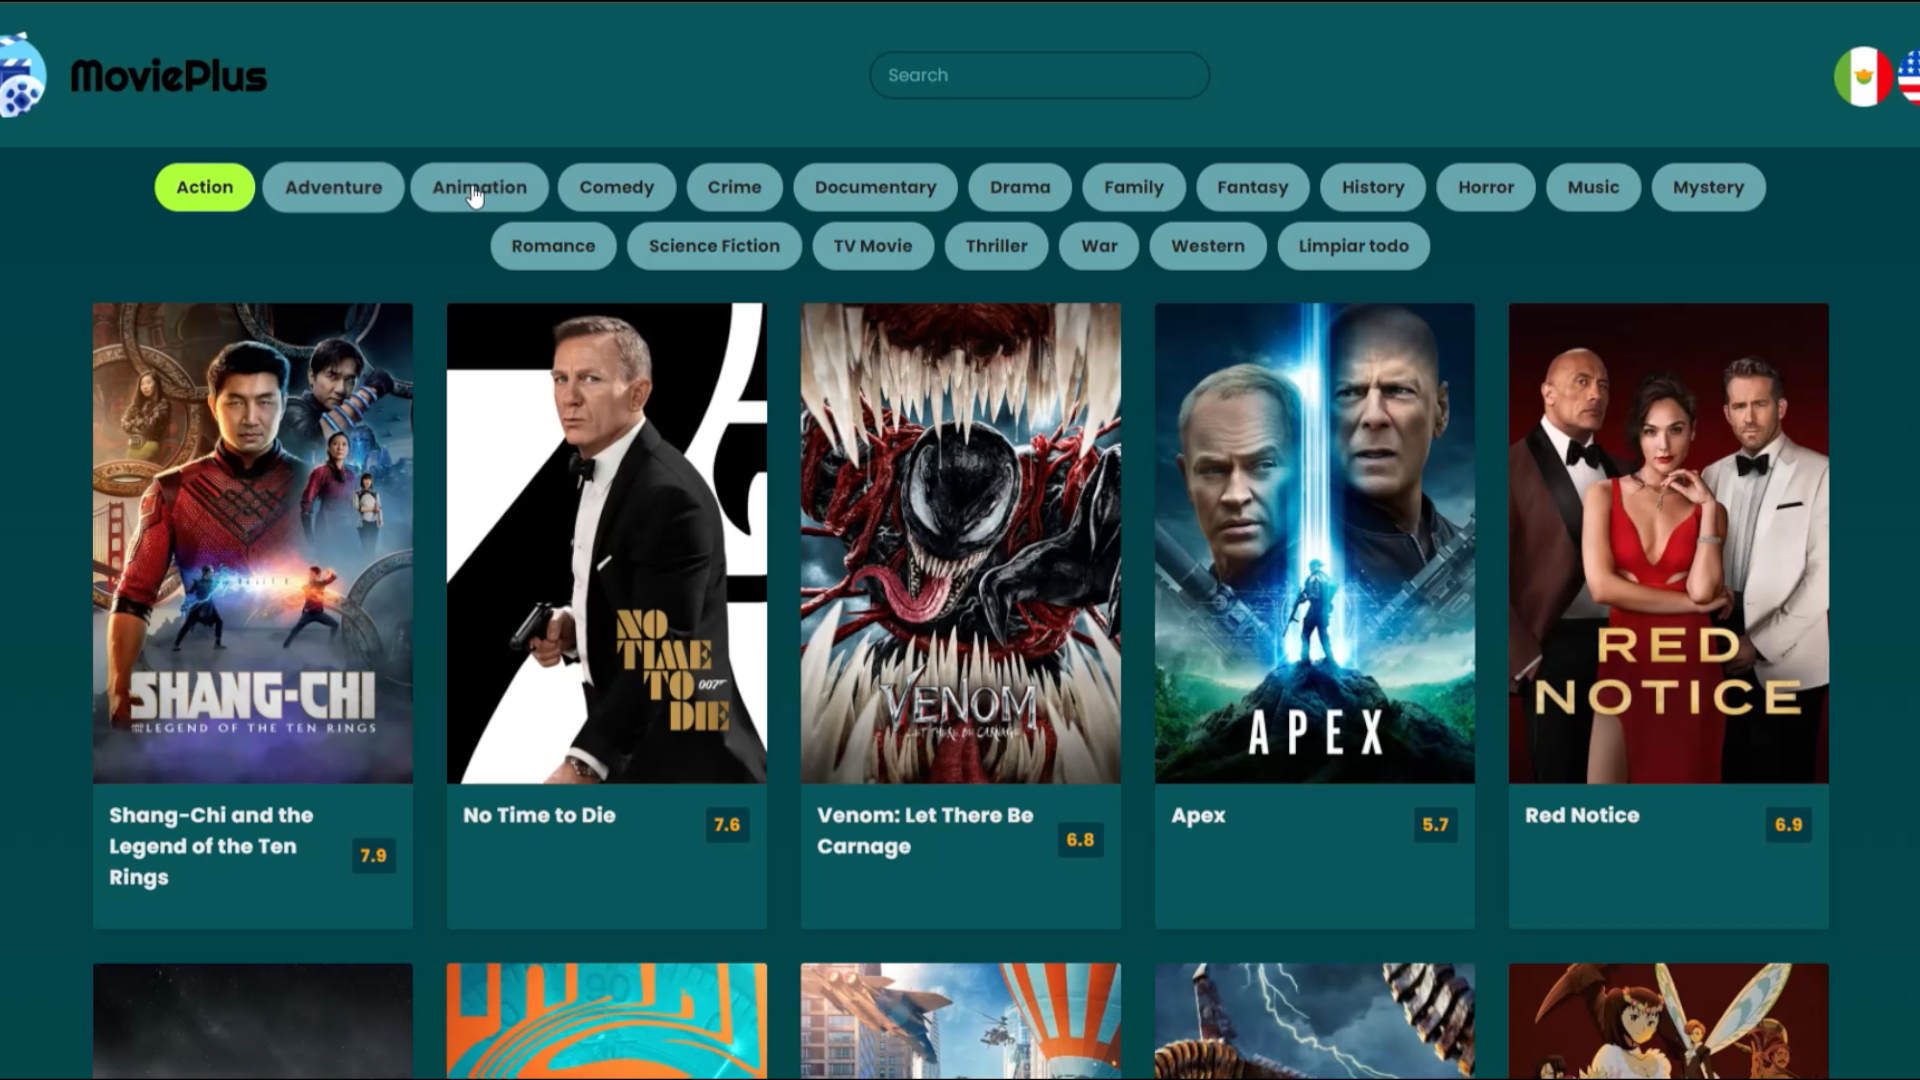 MoviePlus
Search
Action Adventure Animation Comedy Crime Documentary Drama Family Fantasy History Horror Music Mystery
Romance Science Fiction TV Movie Thriller War Western Limpiar todo
SHANG-CHI
AND THE LEGEND OF THE TEN RINGS
NO
TIME
TO 007
DIE
VENOM
LET THERE BE CARNAGE
APEX
RED
NOTICE
Shang-Chi and the
Legend of the Ten
Rings
7.9
No Time to Die
7.6
Venom: Let There Be
Carnage
6.8
Apex
5.7
Red Notice
6.9